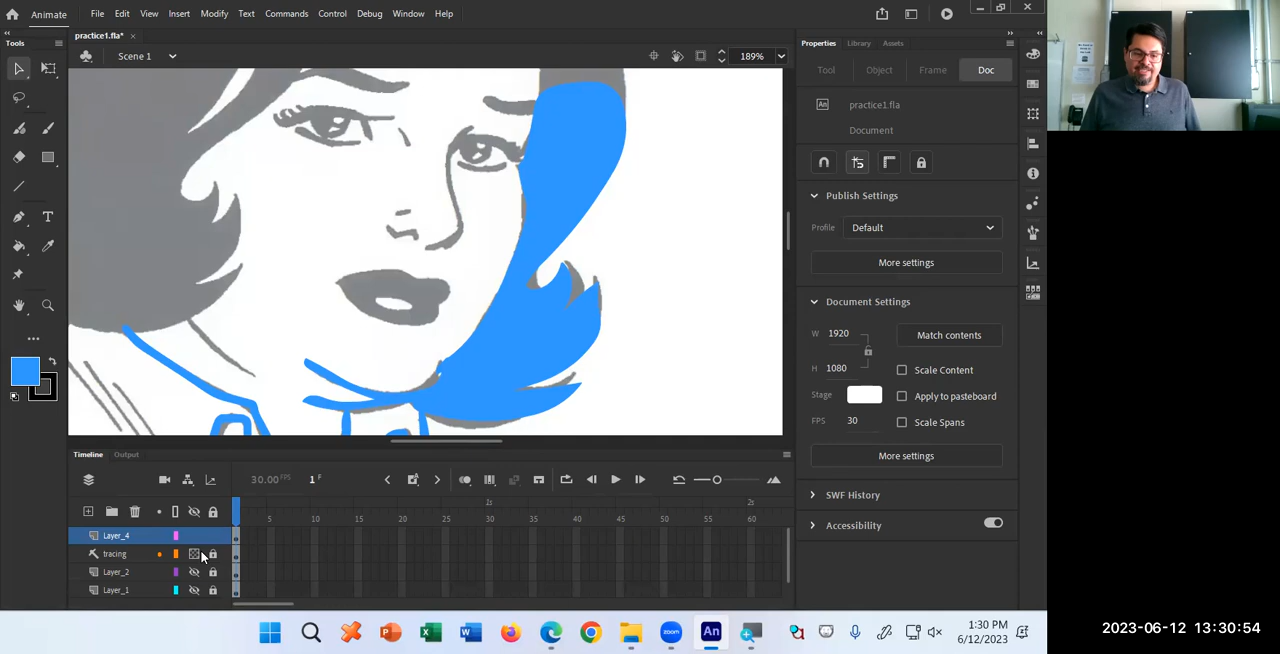 Animate
File Edit View Insert Modify Text Commands Control Debug Window Help
practice1.fla* ×
Tools
Scene 1
189%
Properties Library Assets
Tool Object Frame Doc
An practice1.fla
Document
Publish Settings
Profile Default
More settings
Document Settings
W 1920
Match contents
H 1080
Scale Content
Stage
Apply to pasteboard
FPS 30
Scale Spans
More settings
SWF History
Accessibility
Timeline Output
30.00 FPS 1 F
1s 2s
5 10 15 20 25 30 35 40 45 50 55 60
Layer_4
tracing
Layer_2
Layer_1
An
1:30 PM
6/12/2023
2023-06-12 13:30:54